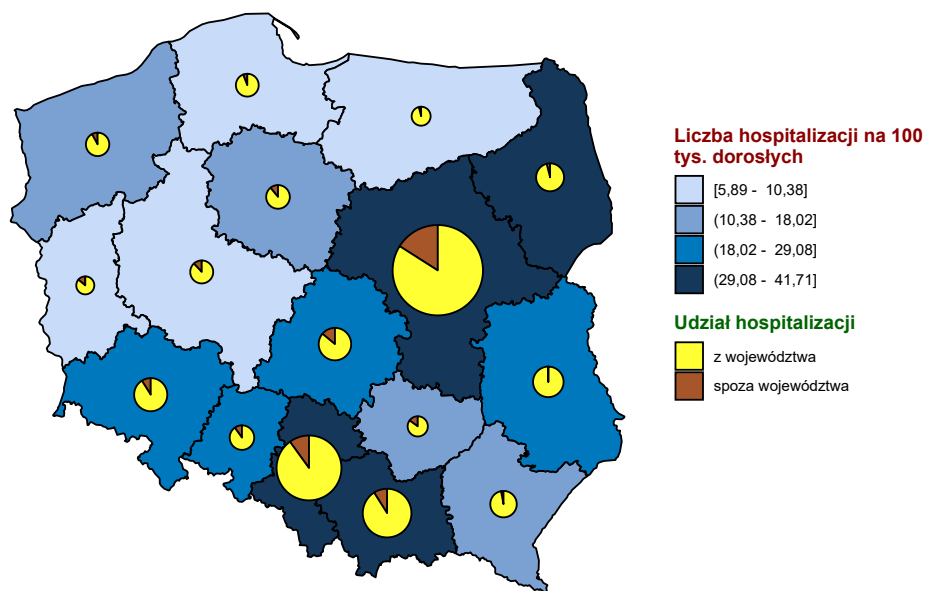 Liczba hospitalizacji na 100
tys. dorosłych
[5,89 - 10,38]
(10,38 - 18,02]
(18,02 - 29,08]
(29,08 - 41,71]
Udział hospitalizacji
z województwa
spoza województwa